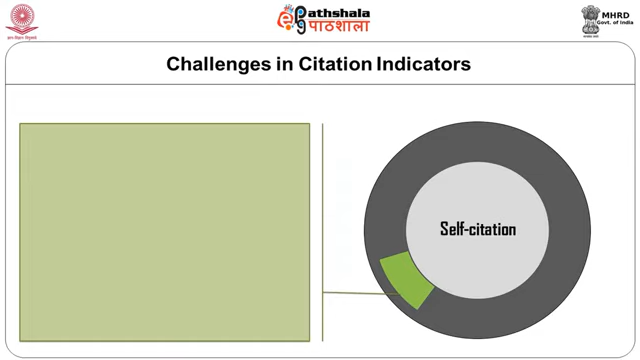 Pathshala
पाठशाला
MHRD
Govt. of India
Challenges in Citation Indicators
Self-citation